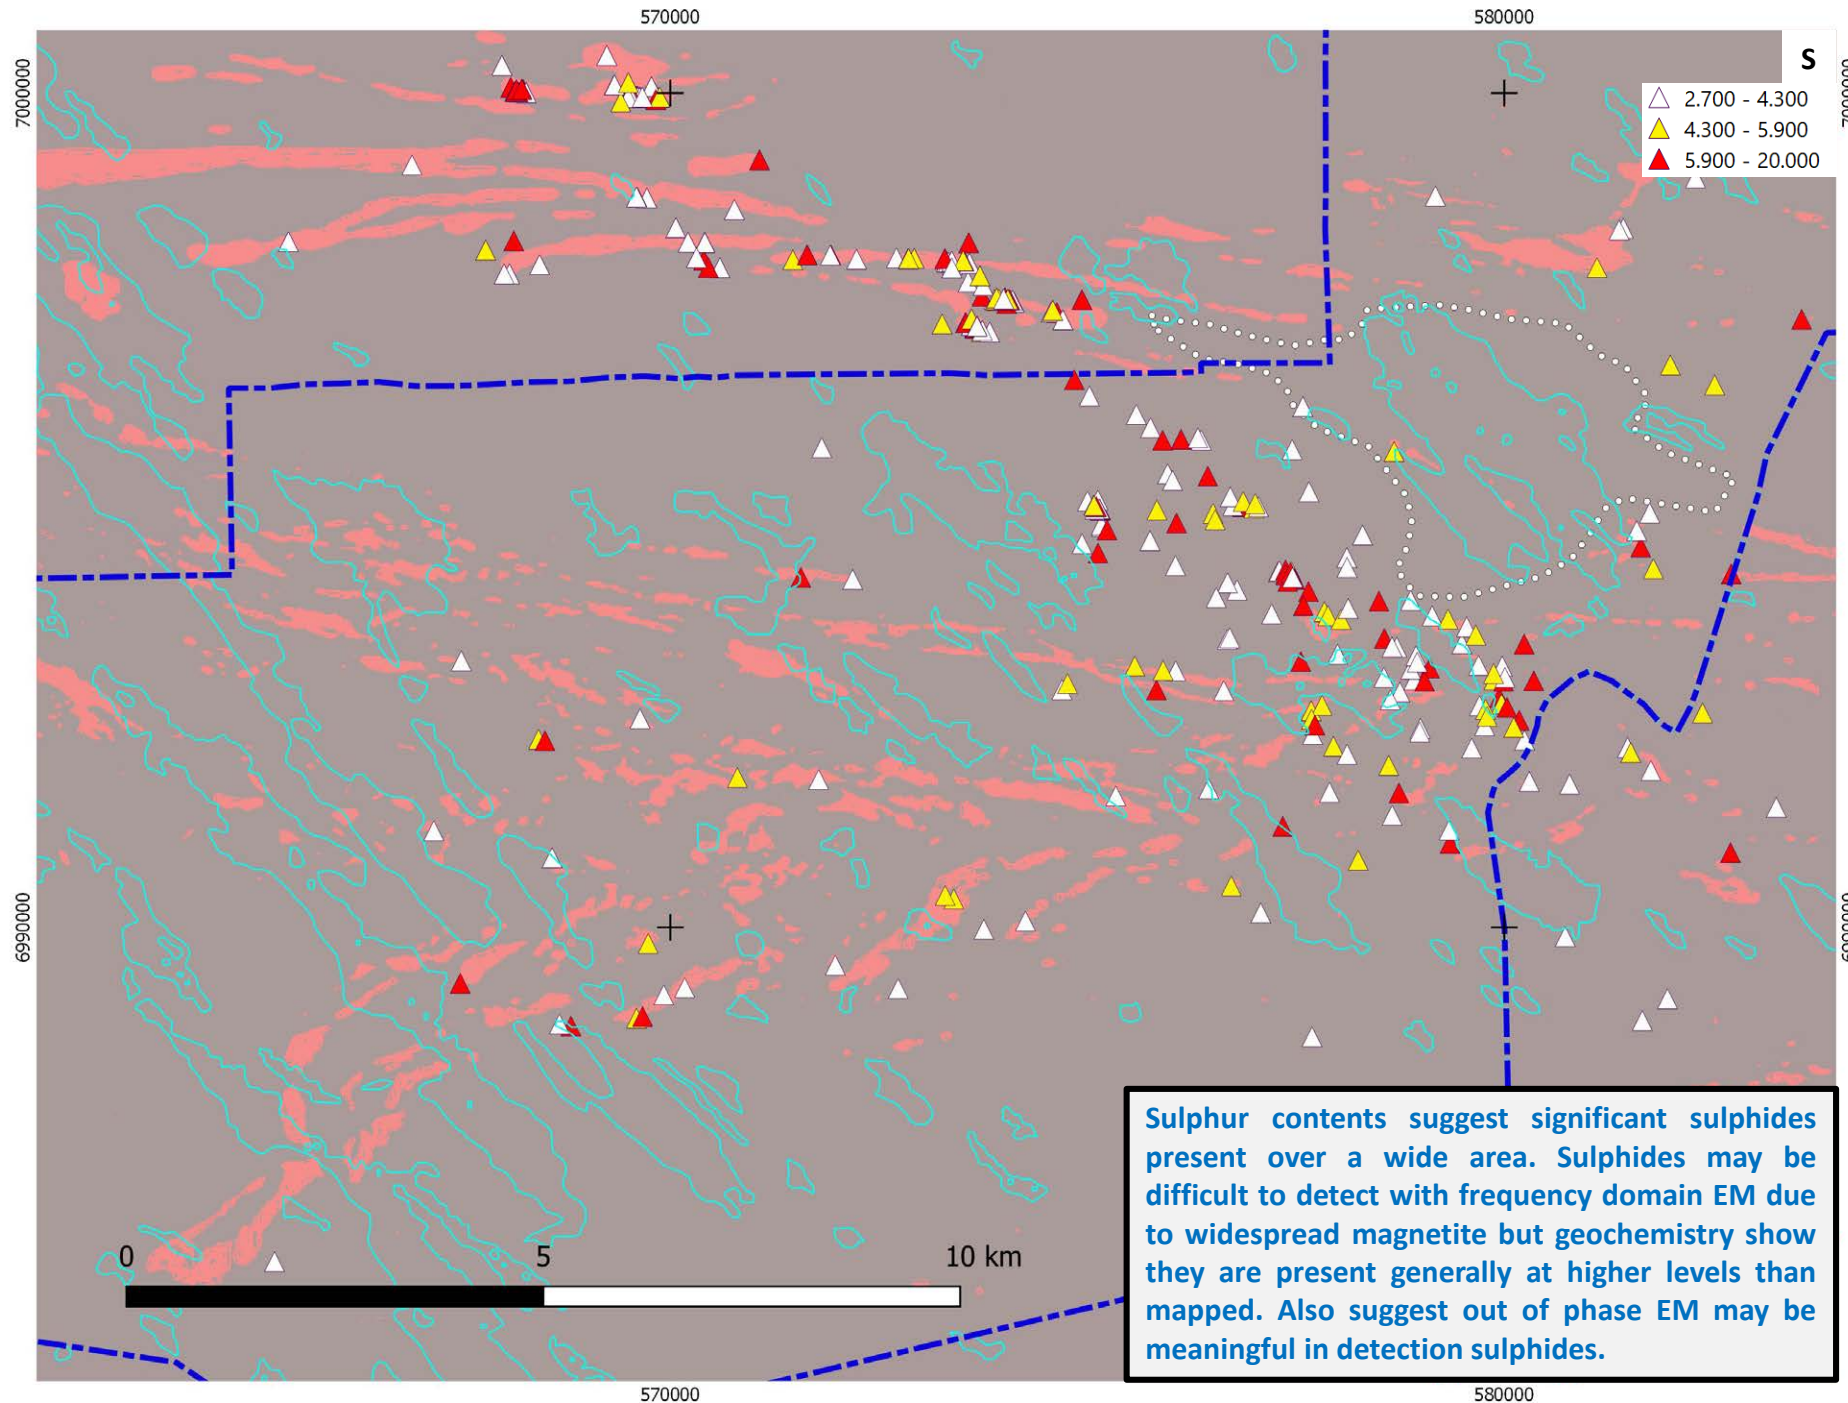 570000
580000
7000000
7000000
S
2.700 - 4.300
4.300 - 5.900
5.900 - 20.000
6990000
6990000
Sulphur contents suggest significant sulphides
present over a wide area. Sulphides may be
difficult to detect with frequency domain EM due
to widespread magnetite but geochemistry show
they are present generally at higher levels than
mapped. Also suggest out of phase EM may be
meaningful in detection sulphides.
0
5
10 km
570000
580000